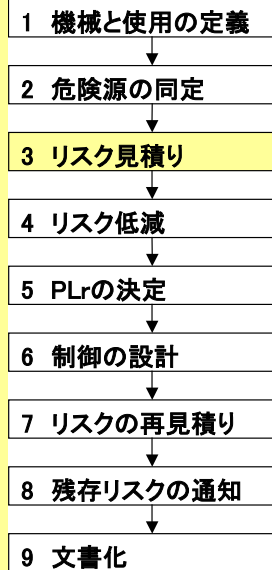 1 機械と使用の定義
2 危険源の同定
3 リスク見積り
4 リスク低減
5 PLrの決定
6 制御の設計
7 リスクの再見積り
8 残存リスクの通知
9 文書化